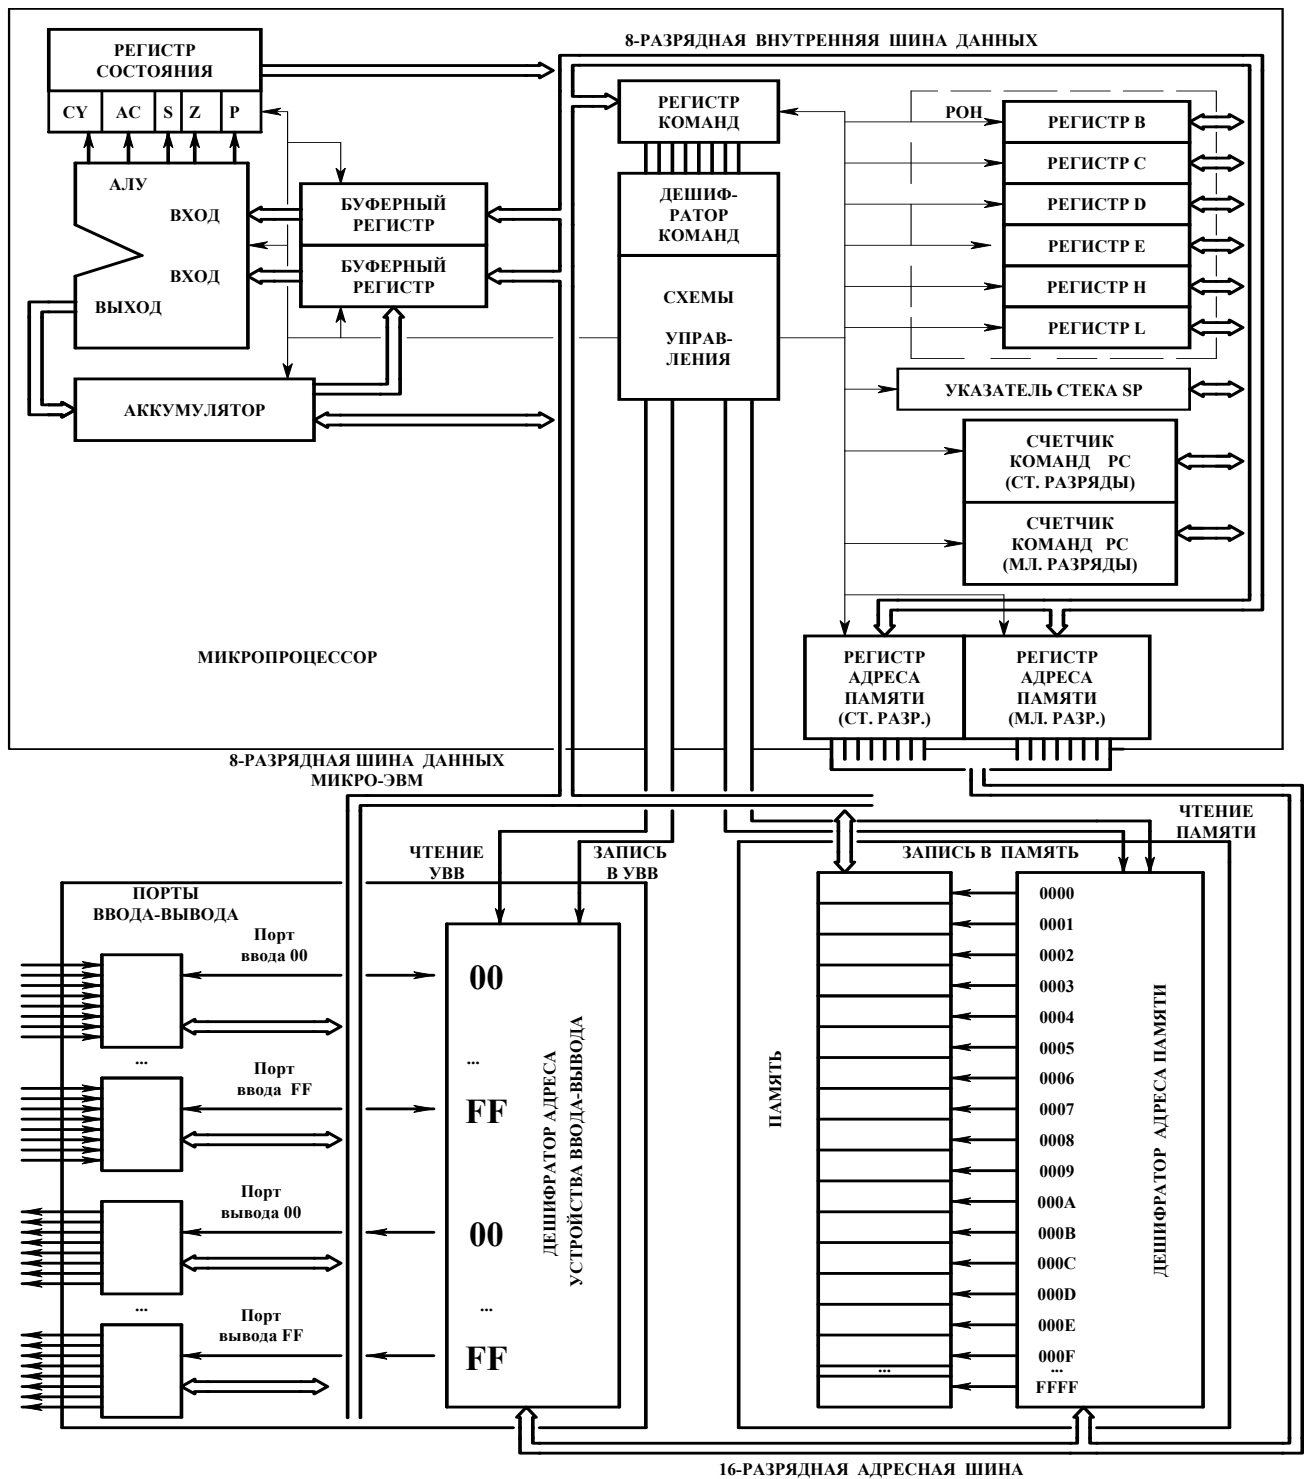 8-РАЗРЯДНАЯ ВНУТРЕННЯЯ ШИНА ДАННЫХ
РЕГИСТР
СОСТОЯНИЯ
CY AC S Z P
АЛУ
ВХОД
ВХОД
ВЫХОД
БУФЕРНЫЙ
РЕГИСТР
БУФЕРНЫЙ
РЕГИСТР
АККУМУЛЯТОР
РЕГИСТР
КОМАНД
ДЕШИФ-
РАТОР
КОМАНД
СХЕМЫ
УПРАВ-
ЛЕНИЯ
РОН
РЕГИСТР B
РЕГИСТР C
РЕГИСТР D
РЕГИСТР E
РЕГИСТР H
РЕГИСТР L
УКАЗАТЕЛЬ СТЕКА SP
СЧЕТЧИК
КОМАНД PC
(СТ. РАЗРЯДЫ)
СЧЕТЧИК
КОМАНД PC
(МЛ. РАЗРЯДЫ)
РЕГИСТР
АДРЕСА
ПАМЯТИ
(СТ. РАЗР.)
РЕГИСТР
АДРЕСА
ПАМЯТИ
(МЛ. РАЗР.)
МИКРОПРОЦЕССОР
8-РАЗРЯДНАЯ ШИНА ДАННЫХ
МИКРО-ЭВМ
ЧТЕНИЕ
УВВ
ЗАПИСЬ
В УВВ
ЧТЕНИЕ
ПАМЯТИ
ЗАПИСЬ В ПАМЯТЬ
ПОРТЫ
ВВОДА-ВЫВОДА
Порт
ввода 00
...
Порт
ввода FF
Порт
вывода 00
...
Порт
вывода FF
00
...
FF
00
...
FF
ДЕШИФРАТОР АДРЕСА
УСТРОЙСТВА ВВОДА-ВЫВОДА
ПАМЯТЬ
...
0000
0001
0002
0003
0004
0005
0006
0007
0008
0009
000A
000B
000C
000D
000E
000F
...
FFFF
ДЕШИФРАТОР АДРЕСА ПАМЯТИ
16-РАЗРЯДНАЯ АДРЕСНАЯ ШИНА